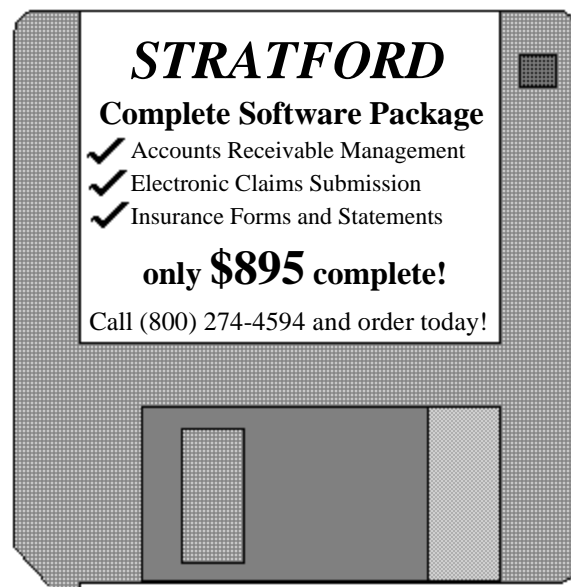 STRATFORD
Complete Software Package
Accounts Receivable Management
Electronic Claims Submission
Insurance Forms and Statements
only $895 complete!
Call (800) 274-4594 and order today!